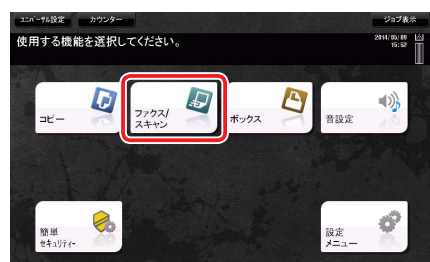 ユニバーサル設定
カウンター
ジョブ表示
使用する機能を選択してください。
2014/05/09
15:52
コピー
ファクス/
スキャン
ボックス
音設定
簡単
セキュリティー
設定
メニュー